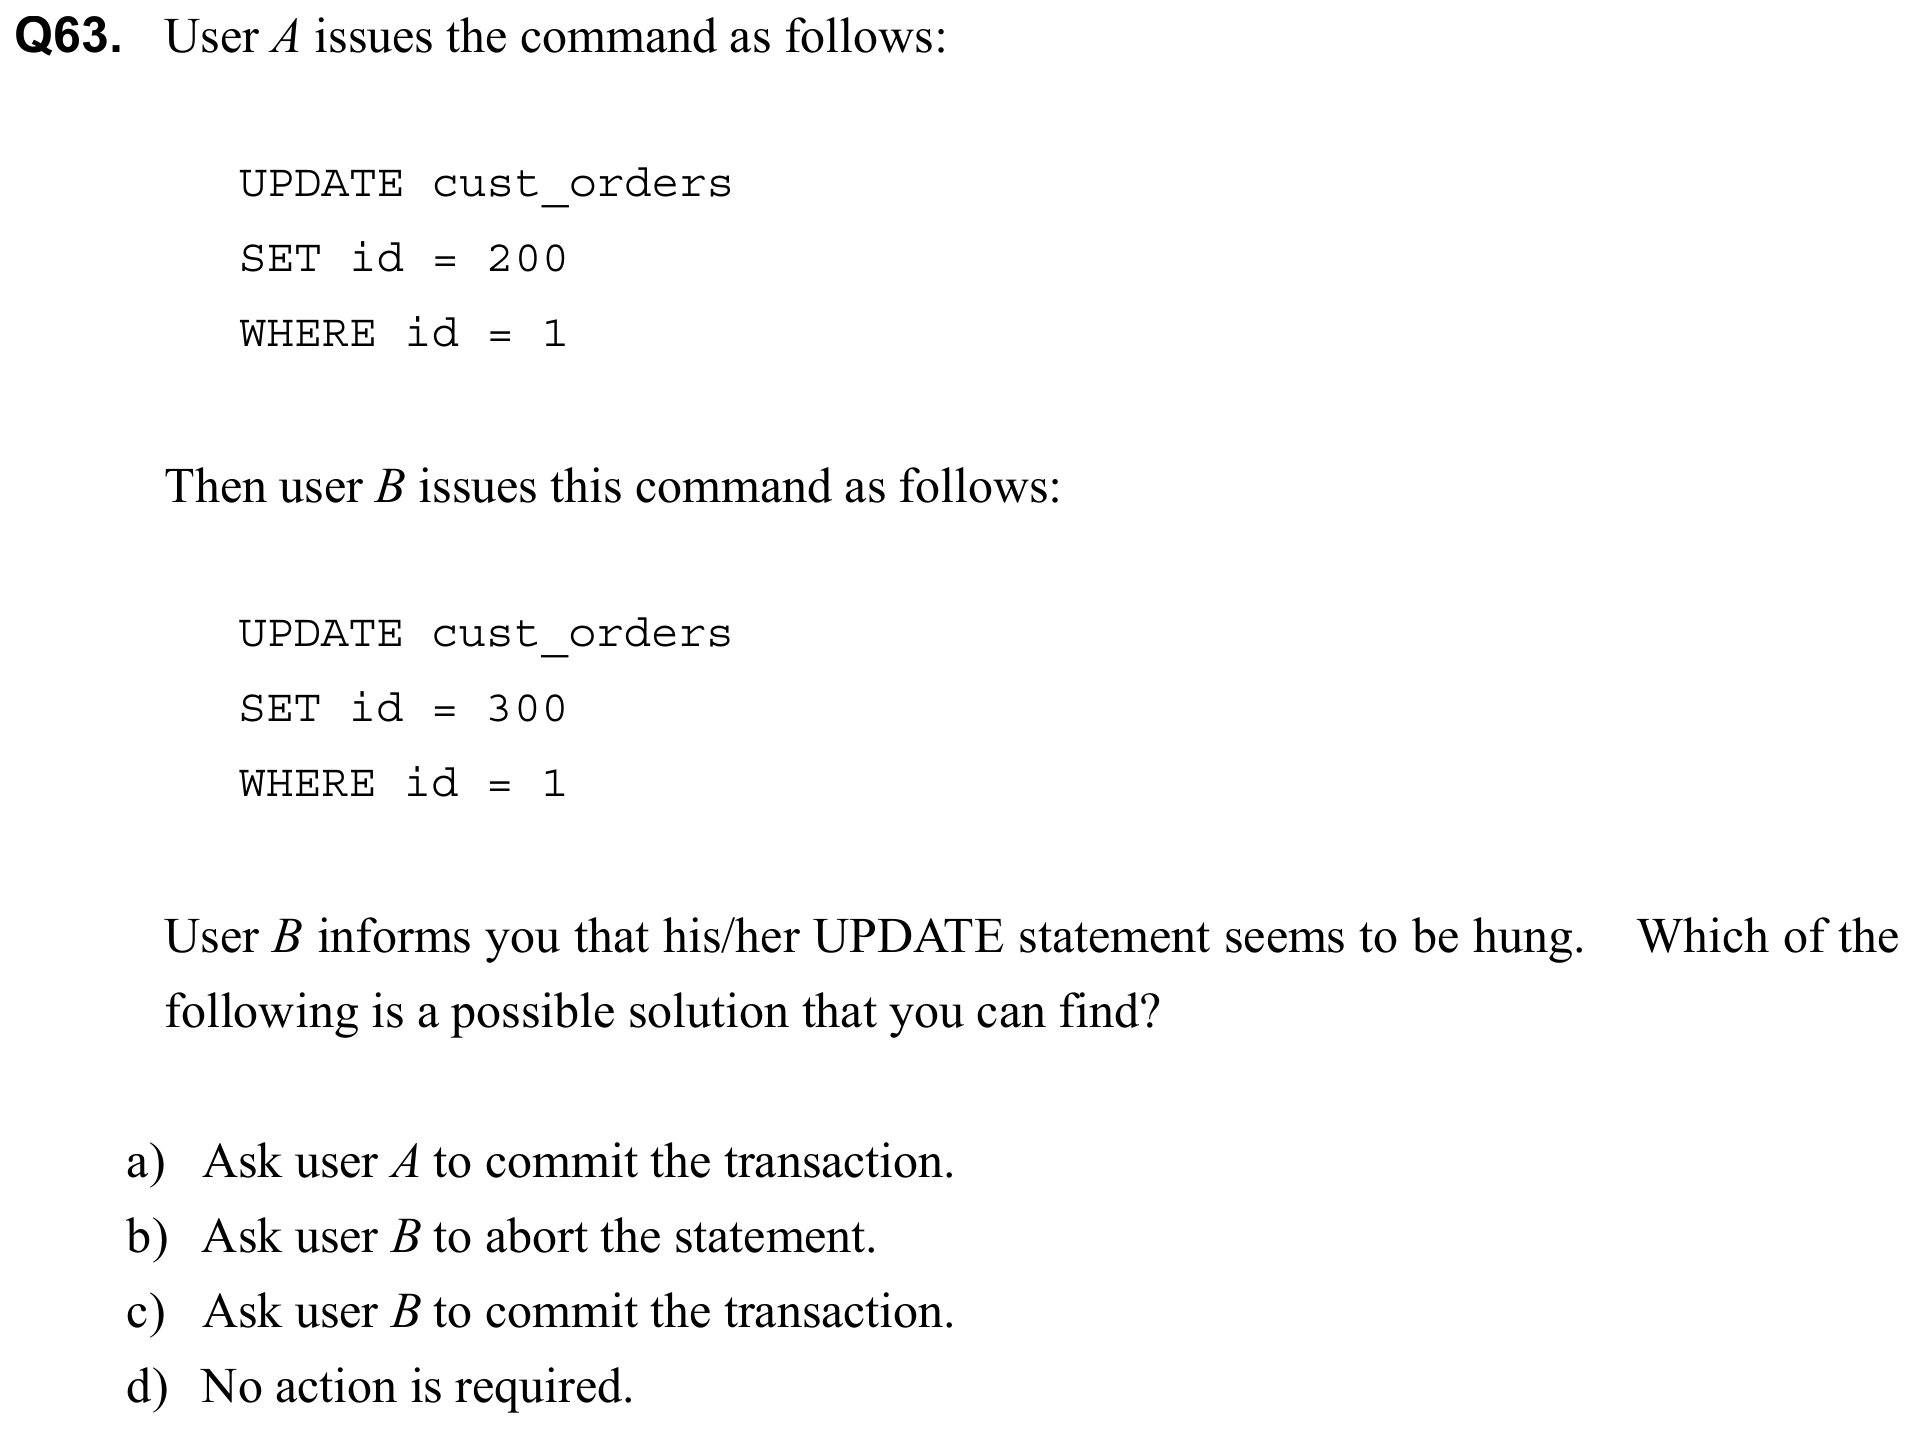 Q63. User A issues the command as follows:
UPDATE cust_orders
SET id = 200
WHERE id = 1
Then user B issues this command as follows:
UPDATE cust_orders
SET id = 300
WHERE id = 1
User B informs you that his/her UPDATE statement seems to be hung. Which of the
following is a possible solution that you can find?
a) Ask user A to commit the transaction.
b) Ask user B to abort the statement.
c) Ask user B to commit the transaction.
d) No action is required.